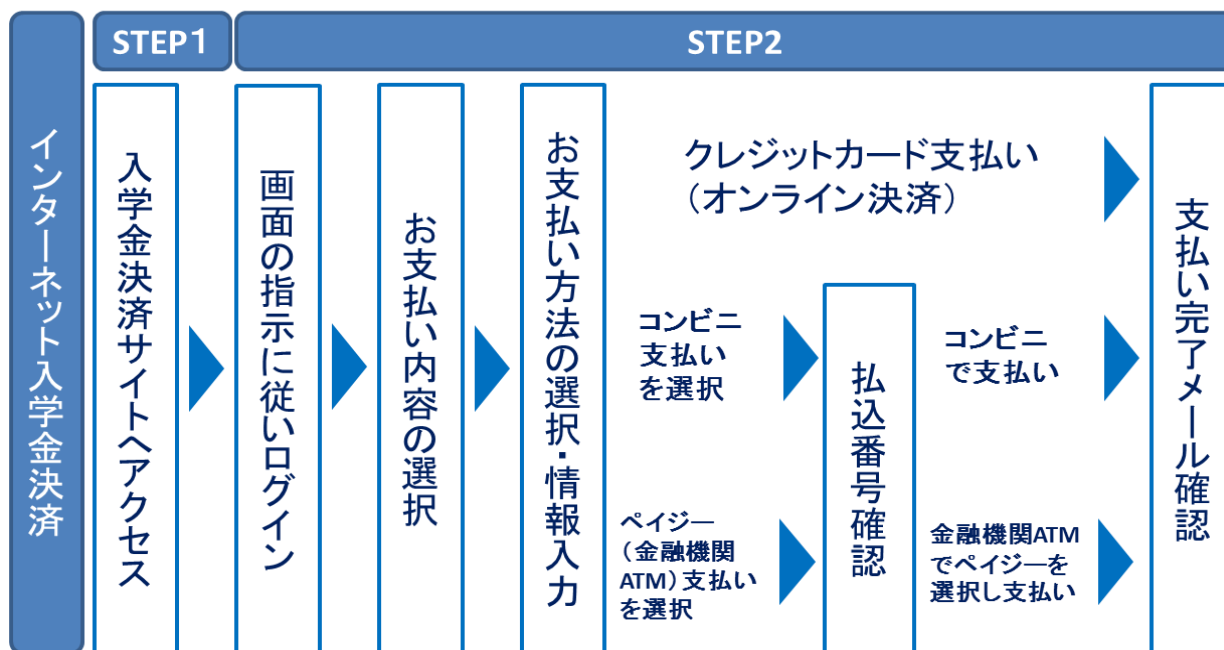 STEP1
STEP2
インターネット入学金決済
入学金決済サイトへアクセス
画面の指示に従いログイン
お支払い内容の選択
お支払い方法の選択・情報入力
クレジットカード支払い
（オンライン決済）
コンビニ
支払い
を選択
ペイジー
（金融機関
ATM）支払い
を選択
払込番号確認
コンビニ
で支払い
金融機関ATM
でペイジーを
選択し支払い
支払い完了メール確認